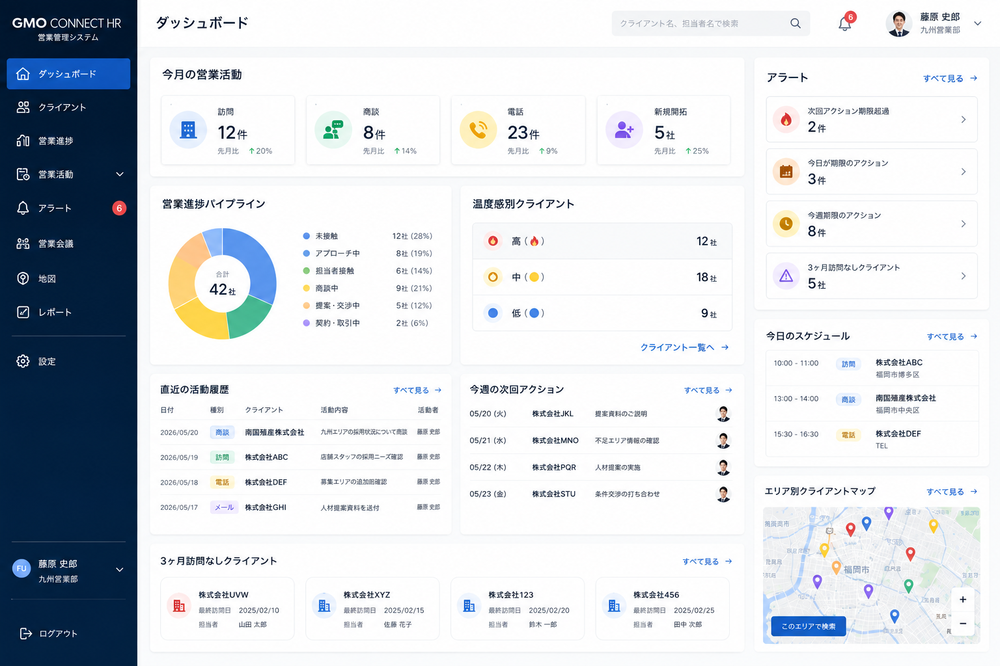 GMO CONNECT HR
営業管理システム
ダッシュボード
クライアント
営業進捗
営業活動
アラート
6
営業会議
地図
レポート
設定
FU
藤原 史郎
九州営業部
ログアウト
ダッシュボード
クライアント名、担当者名で検索
6
藤原 史郎
九州営業部
今月の営業活動
訪問
12件
先月比 ↑20%
商談
8件
先月比 ↑14%
電話
23件
先月比 ↑9%
新規開拓
5社
先月比 ↑25%
営業進捗パイプライン
合計
42社
未接触 12社 (28%)
アプローチ中 8社 (19%)
担当者接触 6社 (14%)
商談中 9社 (21%)
提案・交渉中 5社 (12%)
契約・取引中 2社 (6%)
温度感別クライアント
高 (🔥) 12社
中 (🟡) 18社
低 (🔵) 9社
クライアント一覧へ →
直近の活動履歴
すべて見る →
日付 種別 クライアント 活動内容 活動者
2026/05/20 商談 南国殖産株式会社 九州エリアの採用状況について商談 藤原 史郎
2026/05/19 訪問 株式会社ABC 店舗スタッフの採用ニーズ確認 藤原 史郎
2026/05/18 電話 株式会社DEF 募集エリアの追加確認 藤原 史郎
2026/05/17 メール 株式会社GHI 人材提案資料を送付 藤原 史郎
今週の次回アクション
すべて見る →
05/20 (火) 株式会社JKL 提案資料のご説明
05/21 (水) 株式会社MNO 不足エリア情報の確認
05/22 (木) 株式会社PQR 人材提案の実施
05/23 (金) 株式会社STU 条件交渉の打ち合わせ
3ヶ月訪問なしクライアント
すべて見る →
株式会社UVW
最終訪問日 2025/02/10
担当者 山田 太郎
株式会社XYZ
最終訪問日 2025/02/15
担当者 佐藤 花子
株式会社123
最終訪問日 2025/02/20
担当者 鈴木 一郎
株式会社456
最終訪問日 2025/02/25
担当者 田中 次郎
アラート
すべて見る →
次回アクション期限超過
2件
今日が期限のアクション
3件
今週期限のアクション
8件
3ヶ月訪問なしクライアント
5社
今日のスケジュール
すべて見る →
10:00 - 11:00 訪問 株式会社ABC
福岡市博多区
13:00 - 14:00 商談 南国殖産株式会社
福岡市中央区
15:30 - 16:30 電話 株式会社DEF
TEL
エリア別クライアントマップ
すべて見る →
福岡市
+
−
このエリアで検索